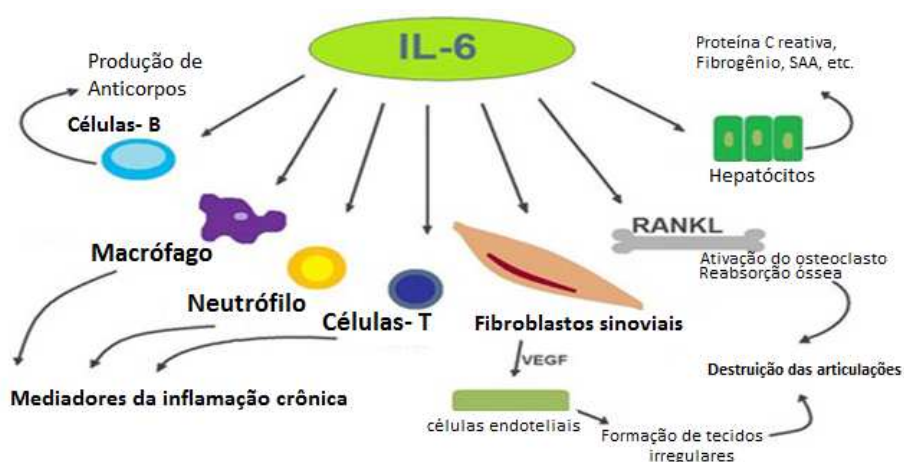 IL-6
Produção de
Anticorpos
Células- B
Proteína C reativa,
Fibrogênio, SAA, etc.
Hepatócitos
RANKL
Ativação do osteoclasto
Reabsorção óssea
Macrófago
Neutrófilo
Células- T
Fibroblastos sinoviais
VEGF
Destruição das articulações
Mediadores da inflamação crônica
células endoteliais
Formação de tecidos
irregulares